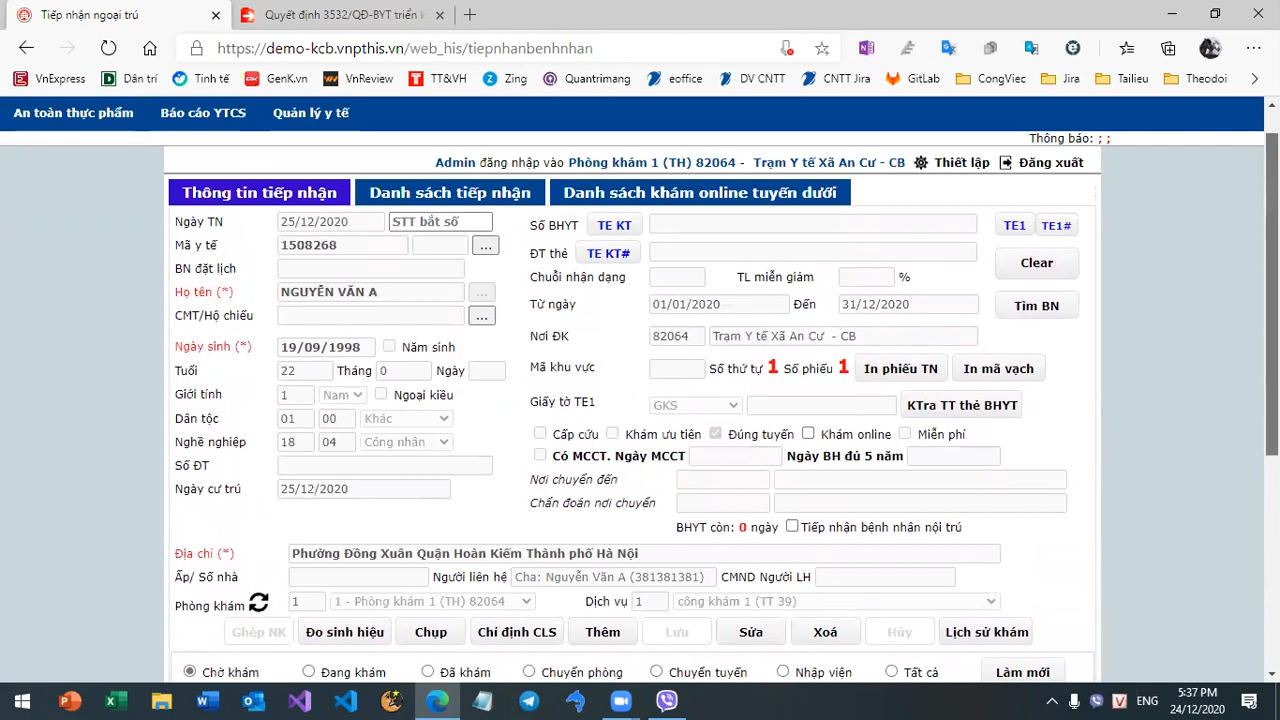 Tiếp nhận ngoại trú
Quyết định 3532/QĐ-BYT triển k
https://demo-kcb.vnpthis.vn/web_his/tiepnhanbenhnhan
VnExpress Dân trí Tinh tế GenK.vn VnReview TT&VH Zing Quantrimang eoffice DV CNTT CNTT Jira GitLab CongViec Jira Tailieu Theodoi
An toàn thực phẩm Báo cáo YTCS Quản lý y tế
Thông báo: ; ;
Admin đăng nhập vào Phòng khám 1 (TH) 82064 - Trạm Y tế Xã An Cư - CB Thiết lập Đăng xuất
Thông tin tiếp nhận Danh sách tiếp nhận Danh sách khám online tuyến dưới
Ngày TN 25/12/2020 STT bắt số Số BHYT TE KT TE1 TE1#
Mã y tế 1508268 ... ĐT thẻ TE KT# Clear
BN đặt lịch Chuỗi nhận dạng TL miễn giảm %
Họ tên (*) NGUYỄN VĂN A ... Từ ngày 01/01/2020 Đến 31/12/2020 Tìm BN
CMT/Hộ chiếu ... Nơi ĐK 82064 Trạm Y tế Xã An Cư - CB
Ngày sinh (*) 19/09/1998 Năm sinh
Tuổi 22 Tháng 0 Ngày Mã khu vực Số thứ tự 1 Số phiếu 1 In phiếu TN In mã vạch
Giới tính 1 Nam Ngoại kiều Giấy tờ TE1 GKS KTra TT thẻ BHYT
Dân tộc 01 00 Khác
Nghề nghiệp 18 04 Công nhân Cấp cứu Khám ưu tiên Đúng tuyến Khám online Miễn phí
Số ĐT Có MCCT. Ngày MCCT Ngày BH đủ 5 năm
Ngày cư trú 25/12/2020 Nơi chuyển đến
Chẩn đoán nơi chuyển
BHYT còn: 0 ngày Tiếp nhận bệnh nhân nội trú
Địa chỉ (*) Phường Đồng Xuân Quận Hoàn Kiếm Thành phố Hà Nội
Ấp/ Số nhà Người liên hệ Cha: Nguyễn Văn A (381381381) CMND Người LH
Phòng khám 1 1 - Phòng khám 1 (TH) 82064 Dịch vụ 1 công khám 1 (TT 39)
Ghép NK Đo sinh hiệu Chụp Chỉ định CLS Thêm Lưu Sửa Xoá Hủy Lịch sử khám
Chờ khám Đang khám Đã khám Chuyển phòng Chuyển tuyến Nhập viện Tất cả Làm mới
ENG
5:37 PM
24/12/2020